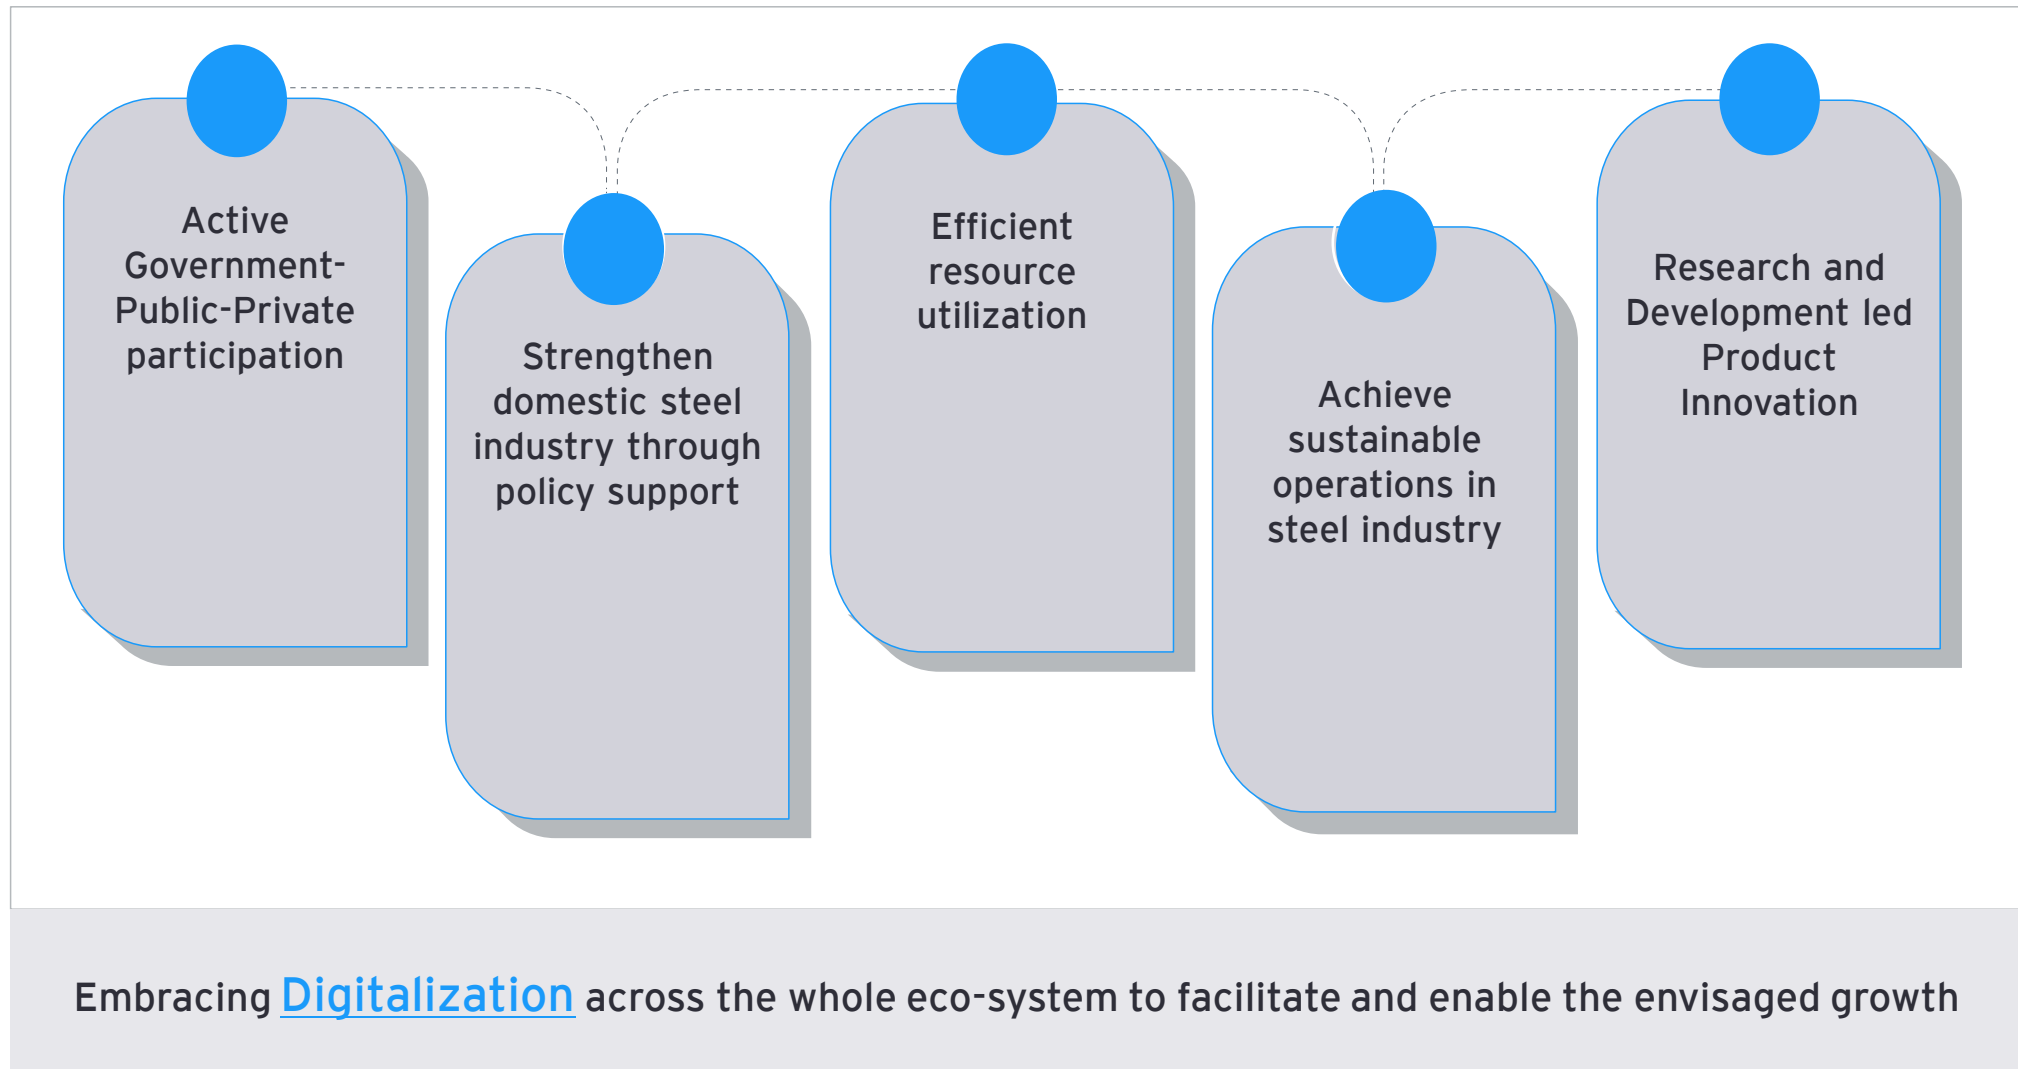 Active
Government-
Public-Private
participation
Strengthen
domestic steel
industry through
policy support
Efficient
resource
utilization
Achieve
sustainable
operations in
steel industry
Research and
Development led
Product
Innovation
Embracing Digitalization across the whole eco-system to facilitate and enable the envisaged growth